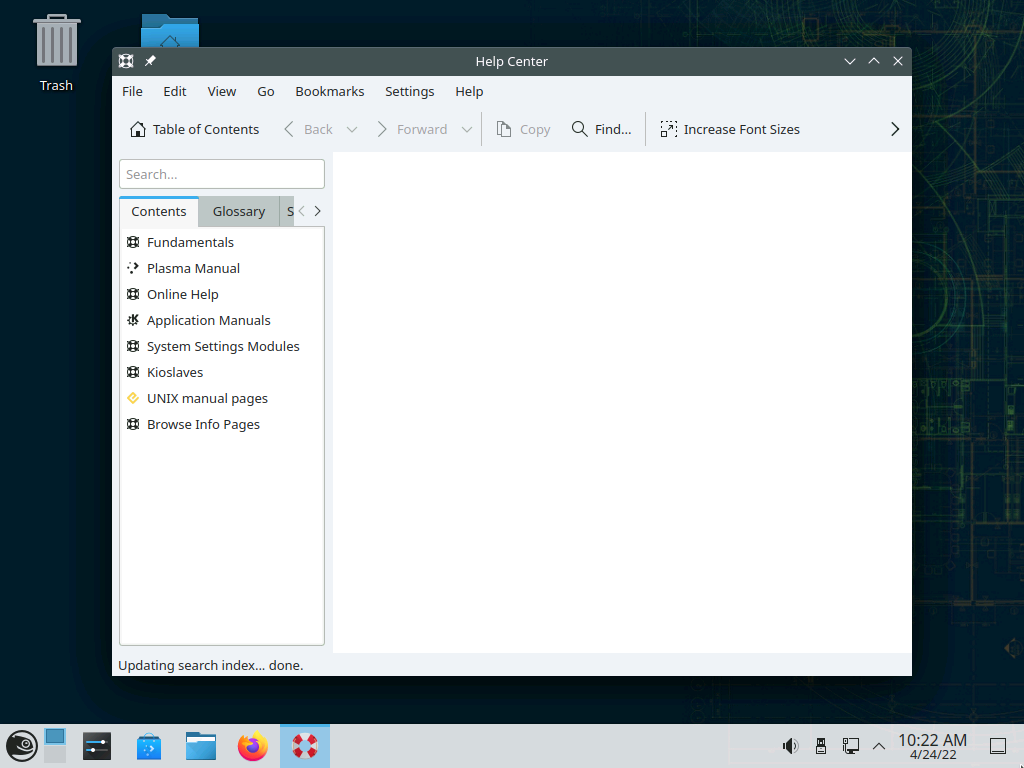 Trash
Help Center
File Edit View Go Bookmarks Settings Help
Table of Contents Back Forward Copy Find... Increase Font Sizes
Search...
Contents Glossary S
Fundamentals
Plasma Manual
Online Help
Application Manuals
System Settings Modules
Kioslaves
UNIX manual pages
Browse Info Pages
Updating search index... done.
10:22 AM
4/24/22